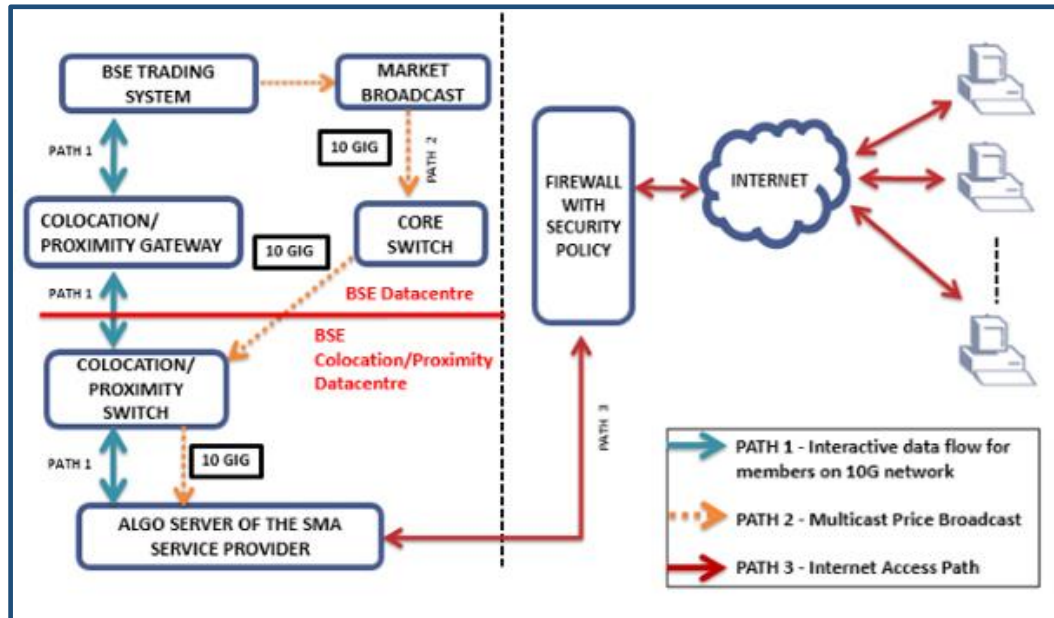 BSE TRADING
SYSTEM
MARKET
BROADCAST
PATH 1
10 GIG
PATH 2
COLOCATION/
PROXIMITY GATEWAY
10 GIG
CORE
SWITCH
PATH 1
BSE Datacentre
BSE
Colocation/Proximity
Datacentre
COLOCATION/
PROXIMITY
SWITCH
PATH 1
10 GIG
ALGO SERVER OF THE SMA
SERVICE PROVIDER
FIREWALL
WITH
SECURITY
POLICY
INTERNET
PATH 3
PATH 1 - Interactive data flow for
members on 10G network
PATH 2 - Multicast Price Broadcast
PATH 3 - Internet Access Path